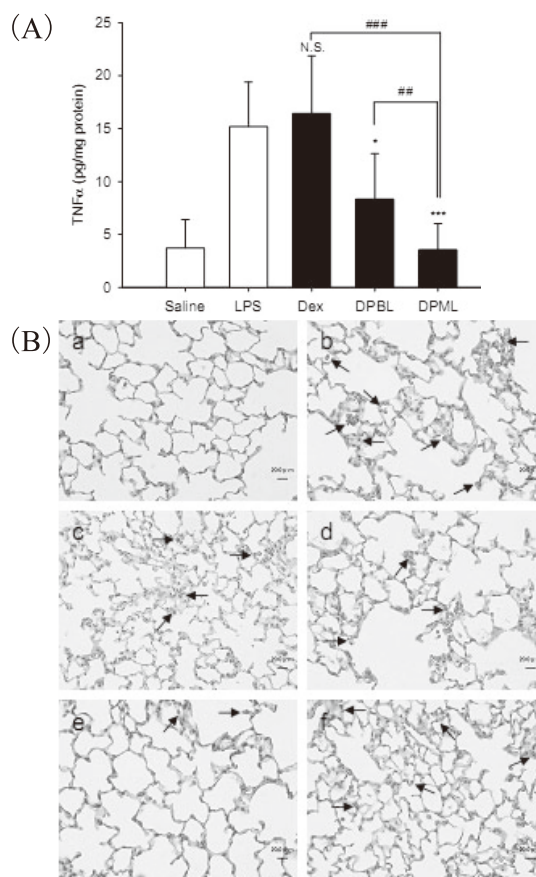 (A)
###
N.S.
##
*
***
TNFα (pg/mg protein)
25
20
15
10
5
0
Saline LPS Dex DPBL DPML
(B)
a b
c d
e f